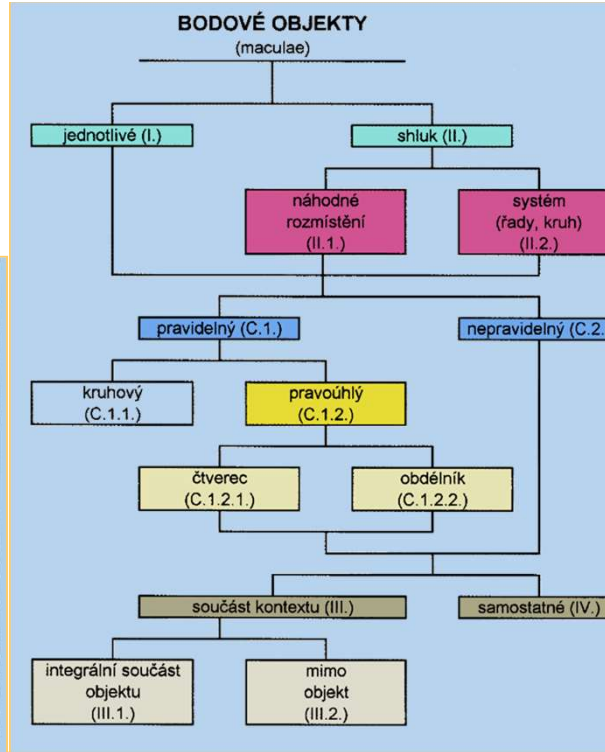 BODOVÉ OBJEKTY
(maculae)
jednotlivé (I.)
shluk (II.)
náhodné
rozmístění
(II.1.)
systém
(řady, kruh)
(II.2.)
pravidelný (C.1.)
nepravidelný (C.2.
kruhový
(C.1.1.)
pravoúhlý
(C.1.2.)
čtverec
(C.1.2.1.)
obdélník
(C.1.2.2.)
součást kontextu (III.)
samostatné (IV.)
integrální součást
objektu
(III.1.)
mimo
objekt
(III.2.)